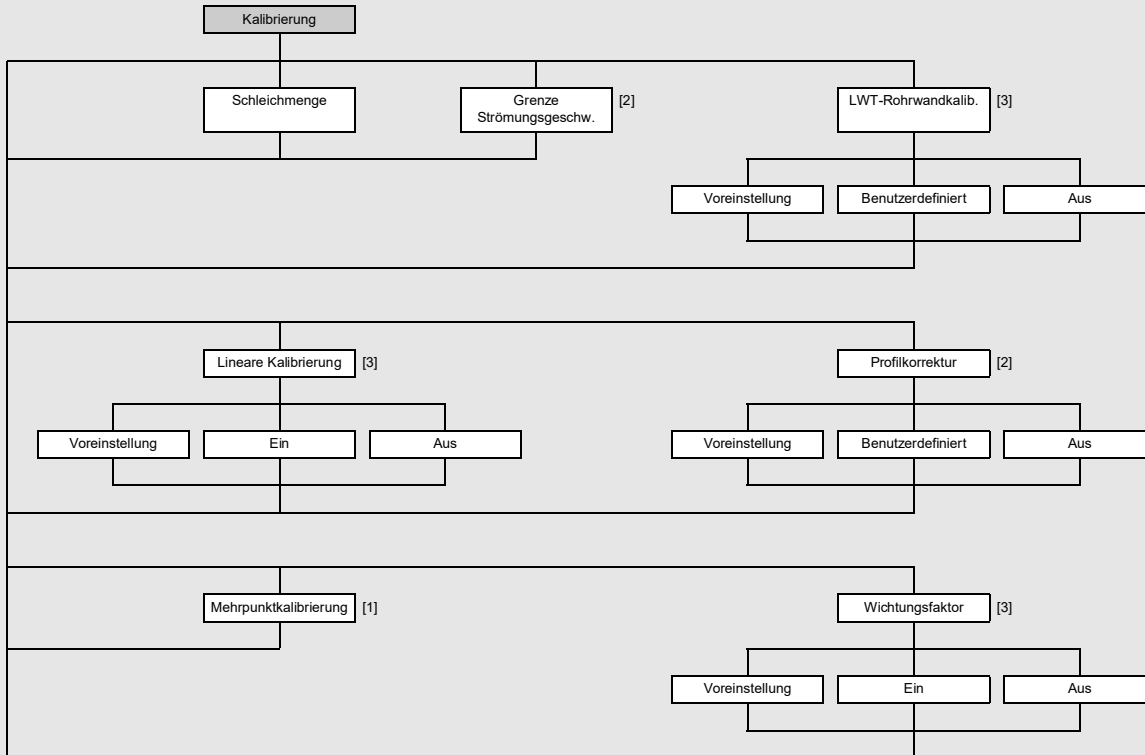 Kalibrierung
Schleichmenge
Grenze
Strömungsgeschw.
[2]
LWT-Rohrwandkalib.
[3]
Voreinstellung
Benutzerdefiniert
Aus
Lineare Kalibrierung
[3]
Profilkorrektur
[2]
Voreinstellung
Ein
Aus
Voreinstellung
Benutzerdefiniert
Aus
Mehrpunktkalibrierung
[1]
Wichtungsfaktor
[3]
Voreinstellung
Ein
Aus